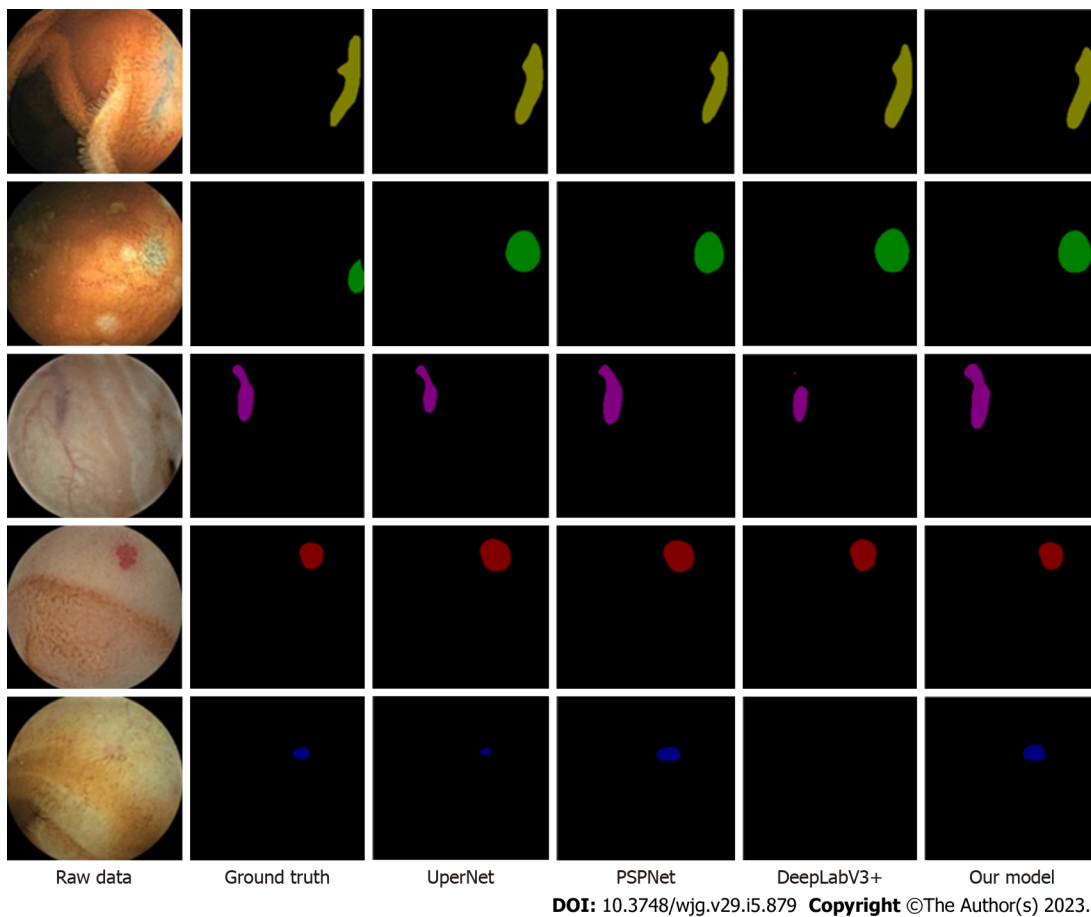 Raw data Ground truth UperNet PSPNet DeepLabV3+ Our model
DOI: 10.3748/wjg.v29.i5.879 Copyright ©The Author(s) 2023.